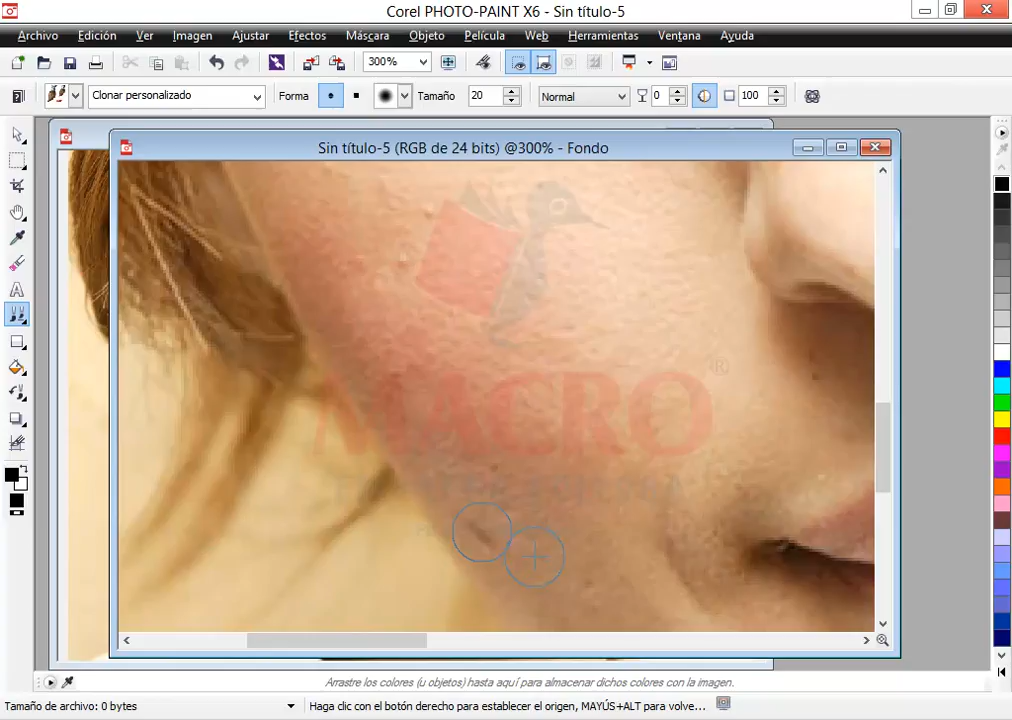 Corel PHOTO-PAINT X6 - Sin título-5
Archivo Edición Ver Imagen Ajustar Efectos Máscara Objeto Película Web Herramientas Ventana Ayuda
300%
Clonar personalizado Forma Tamaño 20 Normal 0 100
Sin título-5 (RGB de 24 bits) @300% - Fondo
MACRO®
Arrastre los colores (u objetos) hasta aquí para almacenar dichos colores con la imagen.
Tamaño de archivo: 0 bytes Haga clic con el botón derecho para establecer el origen, MAYÚS+ALT para volve...